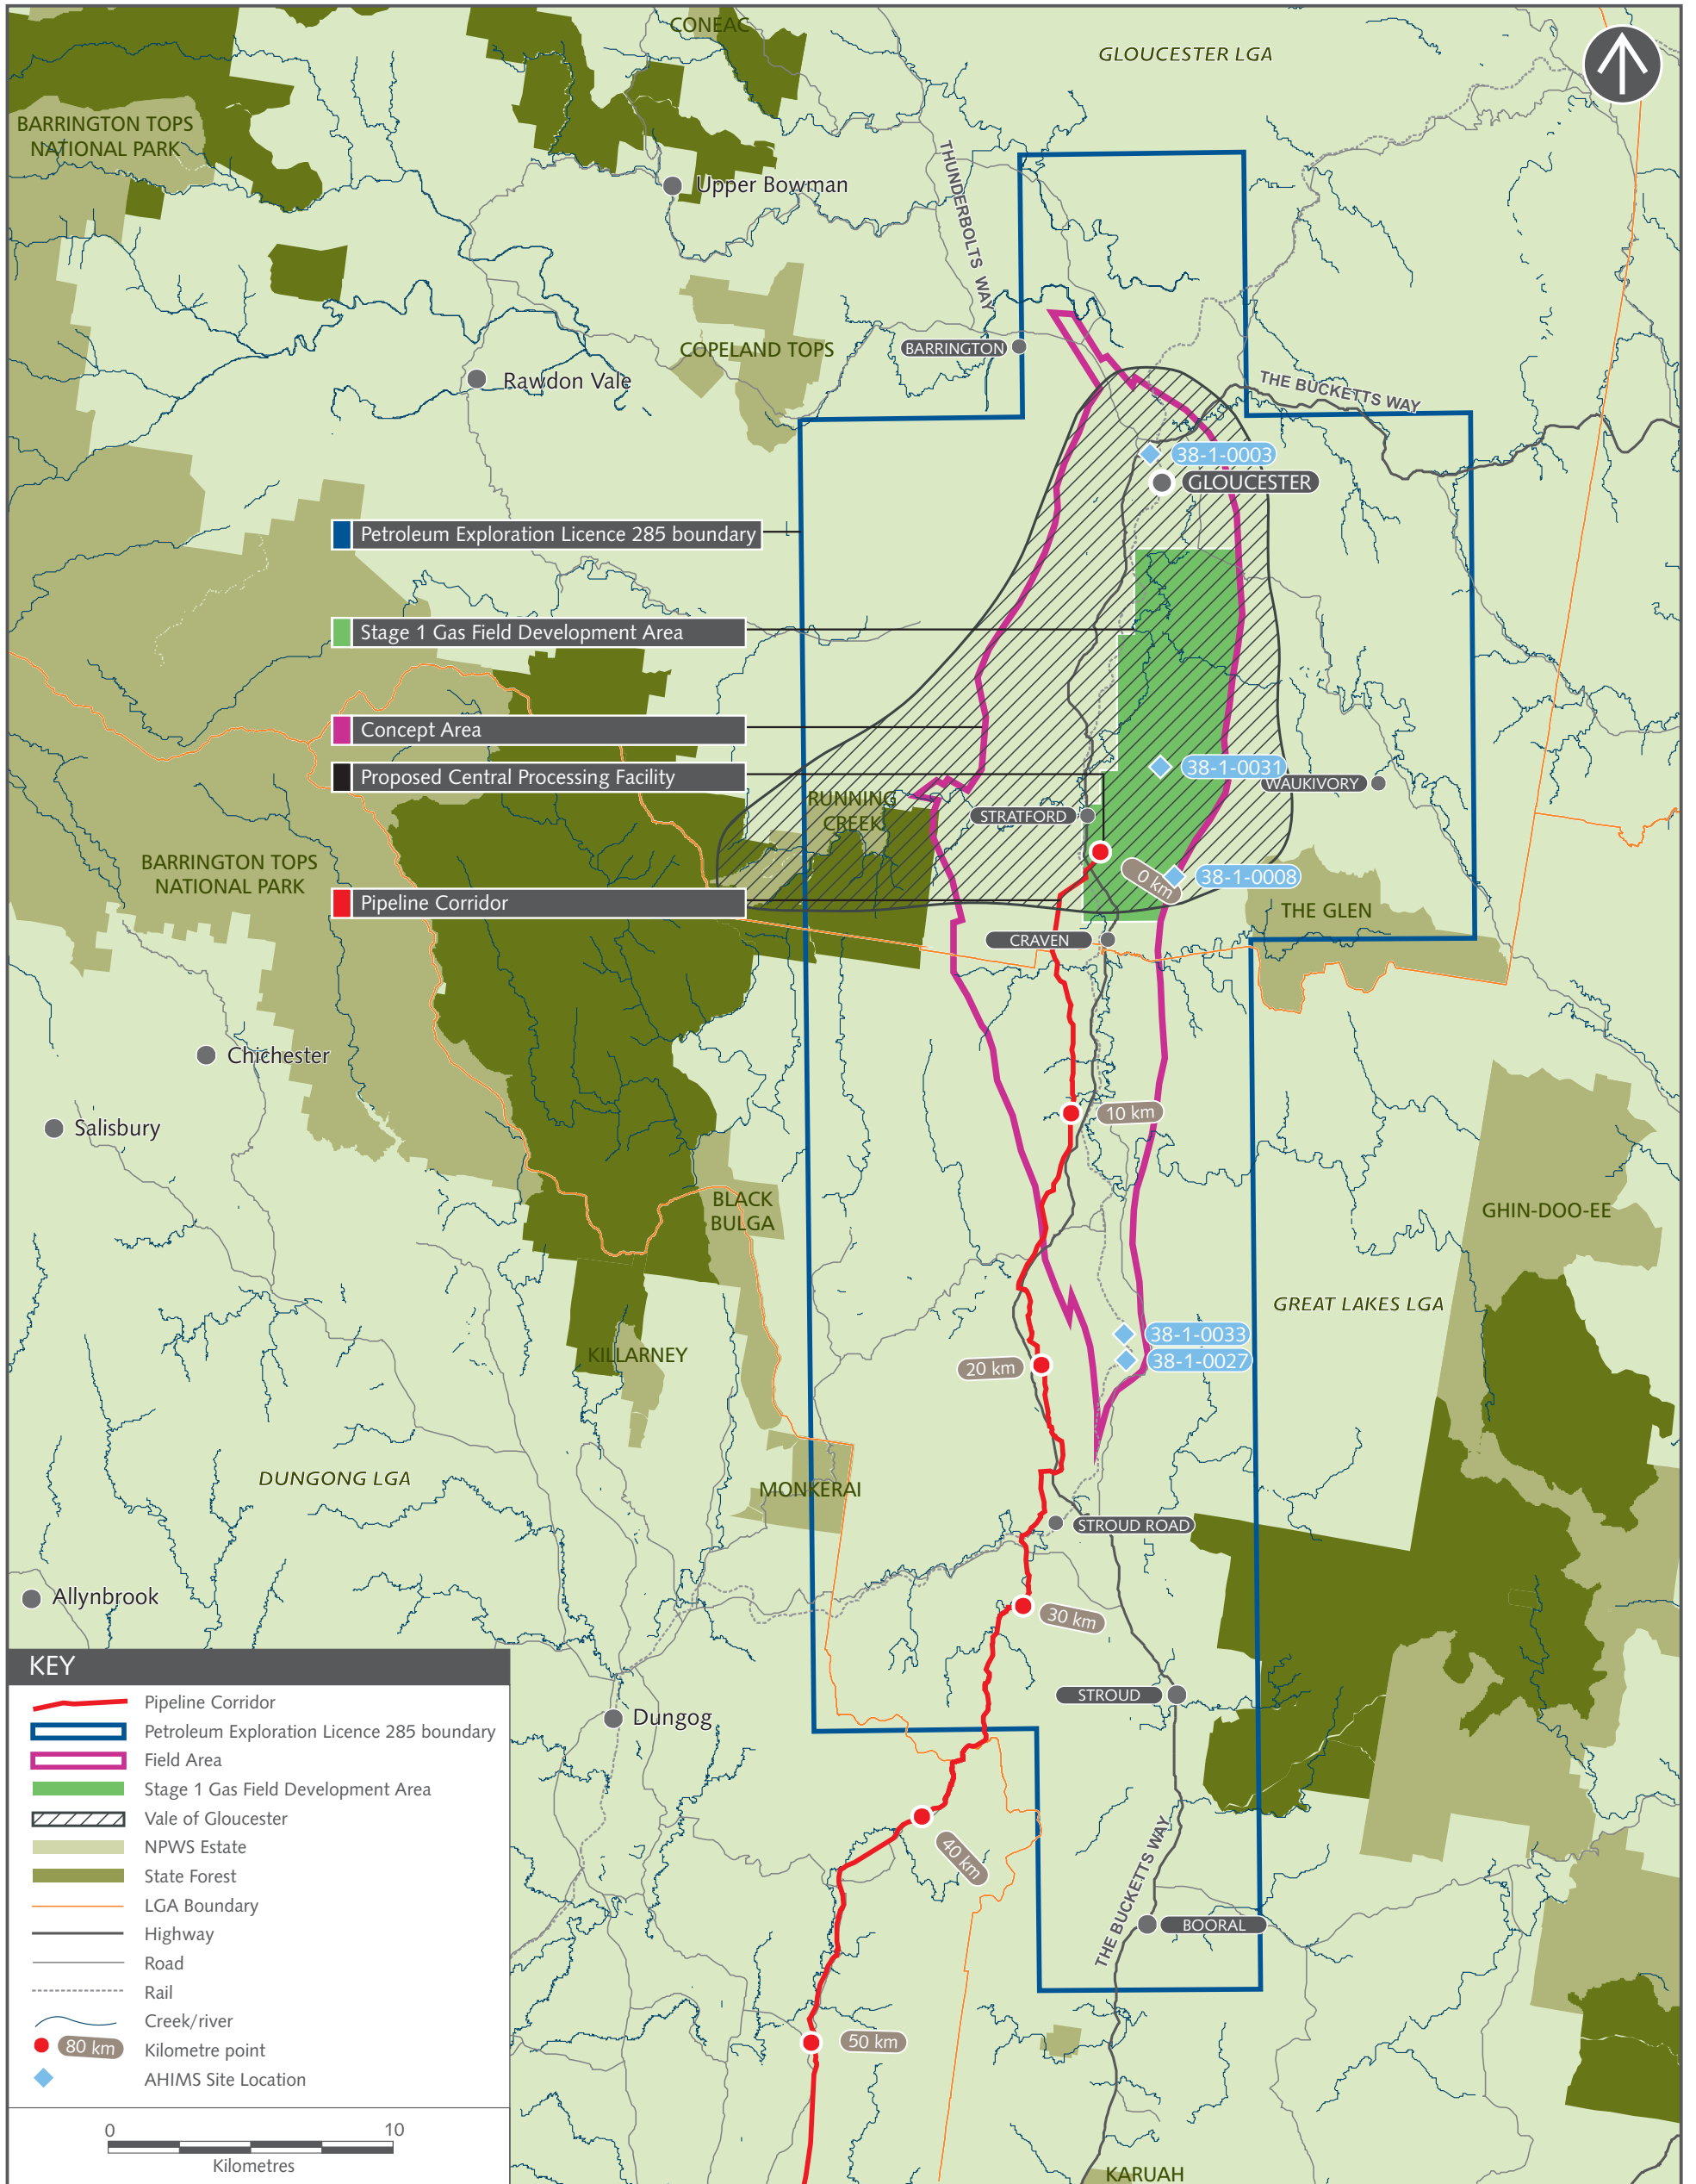 CONEAC
GLOUCESTER LGA
BARRINGTON TOPS
NATIONAL PARK
THUNDERBOLTS WAY
Upper Bowman
COPELAND TOPS
BARRINGTON
Rawdon Vale
THE BUCKETTS WAY
38-1-0003
GLOUCESTER
Petroleum Exploration Licence 285 boundary
Stage 1 Gas Field Development Area
Concept Area
Proposed Central Processing Facility
38-1-0031
WAUKIVORY
RUNNING
CREEK
STRATFORD
BARRINGTON TOPS
NATIONAL PARK
0 km
38-1-0008
Pipeline Corridor
THE GLEN
CRAVEN
Chichester
Salisbury
10 km
BLACK
BULGA
GHIN-DOO-EE
GREAT LAKES LGA
38-1-0033
38-1-0027
KILLARNEY
20 km
DUNGONG LGA
MONKERAI
STROUD ROAD
Allynbrook
30 km
STROUD
Dungog
40 km
THE BUCKETTS WAY
BOORAL
50 km
KARUAH
KEY
Pipeline Corridor
Petroleum Exploration Licence 285 boundary
Field Area
Stage 1 Gas Field Development Area
Vale of Gloucester
NPWS Estate
State Forest
LGA Boundary
Highway
Road
Rail
Creek/river
80 km Kilometre point
AHIMS Site Location
0 10
Kilometres